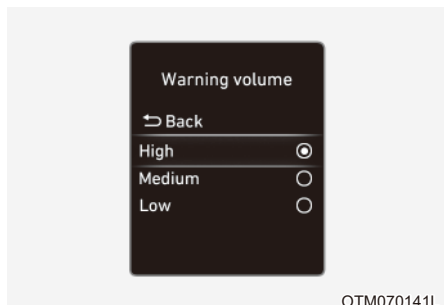 Warning volume
Back
High
Medium
Low
OTM070141L